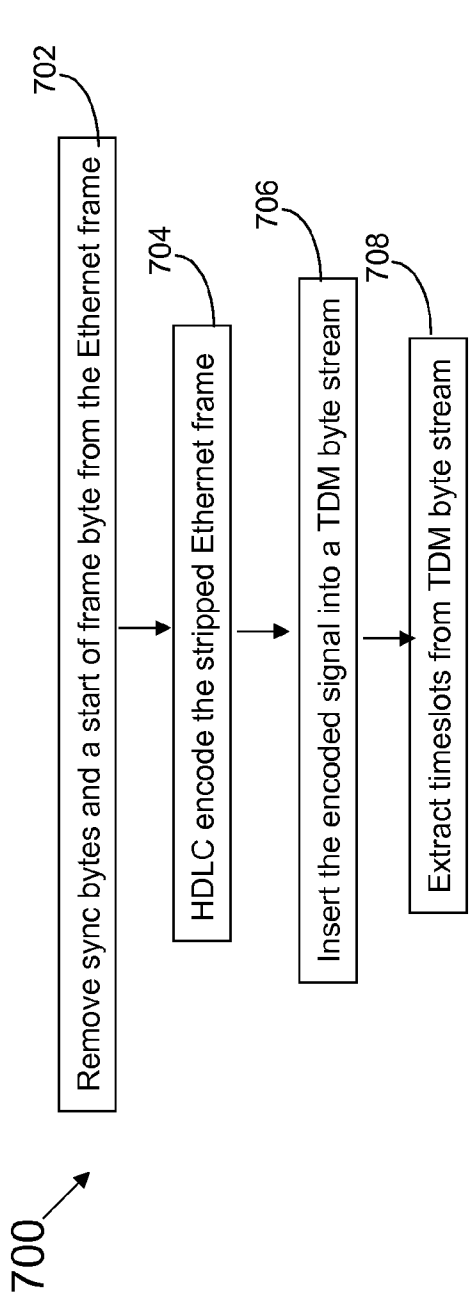 700
702
Remove sync bytes and a start of frame byte from the Ethernet frame
704
HDLC encode the stripped Ethernet frame
706
Insert the encoded signal into a TDM byte stream
708
Extract timeslots from TDM byte stream